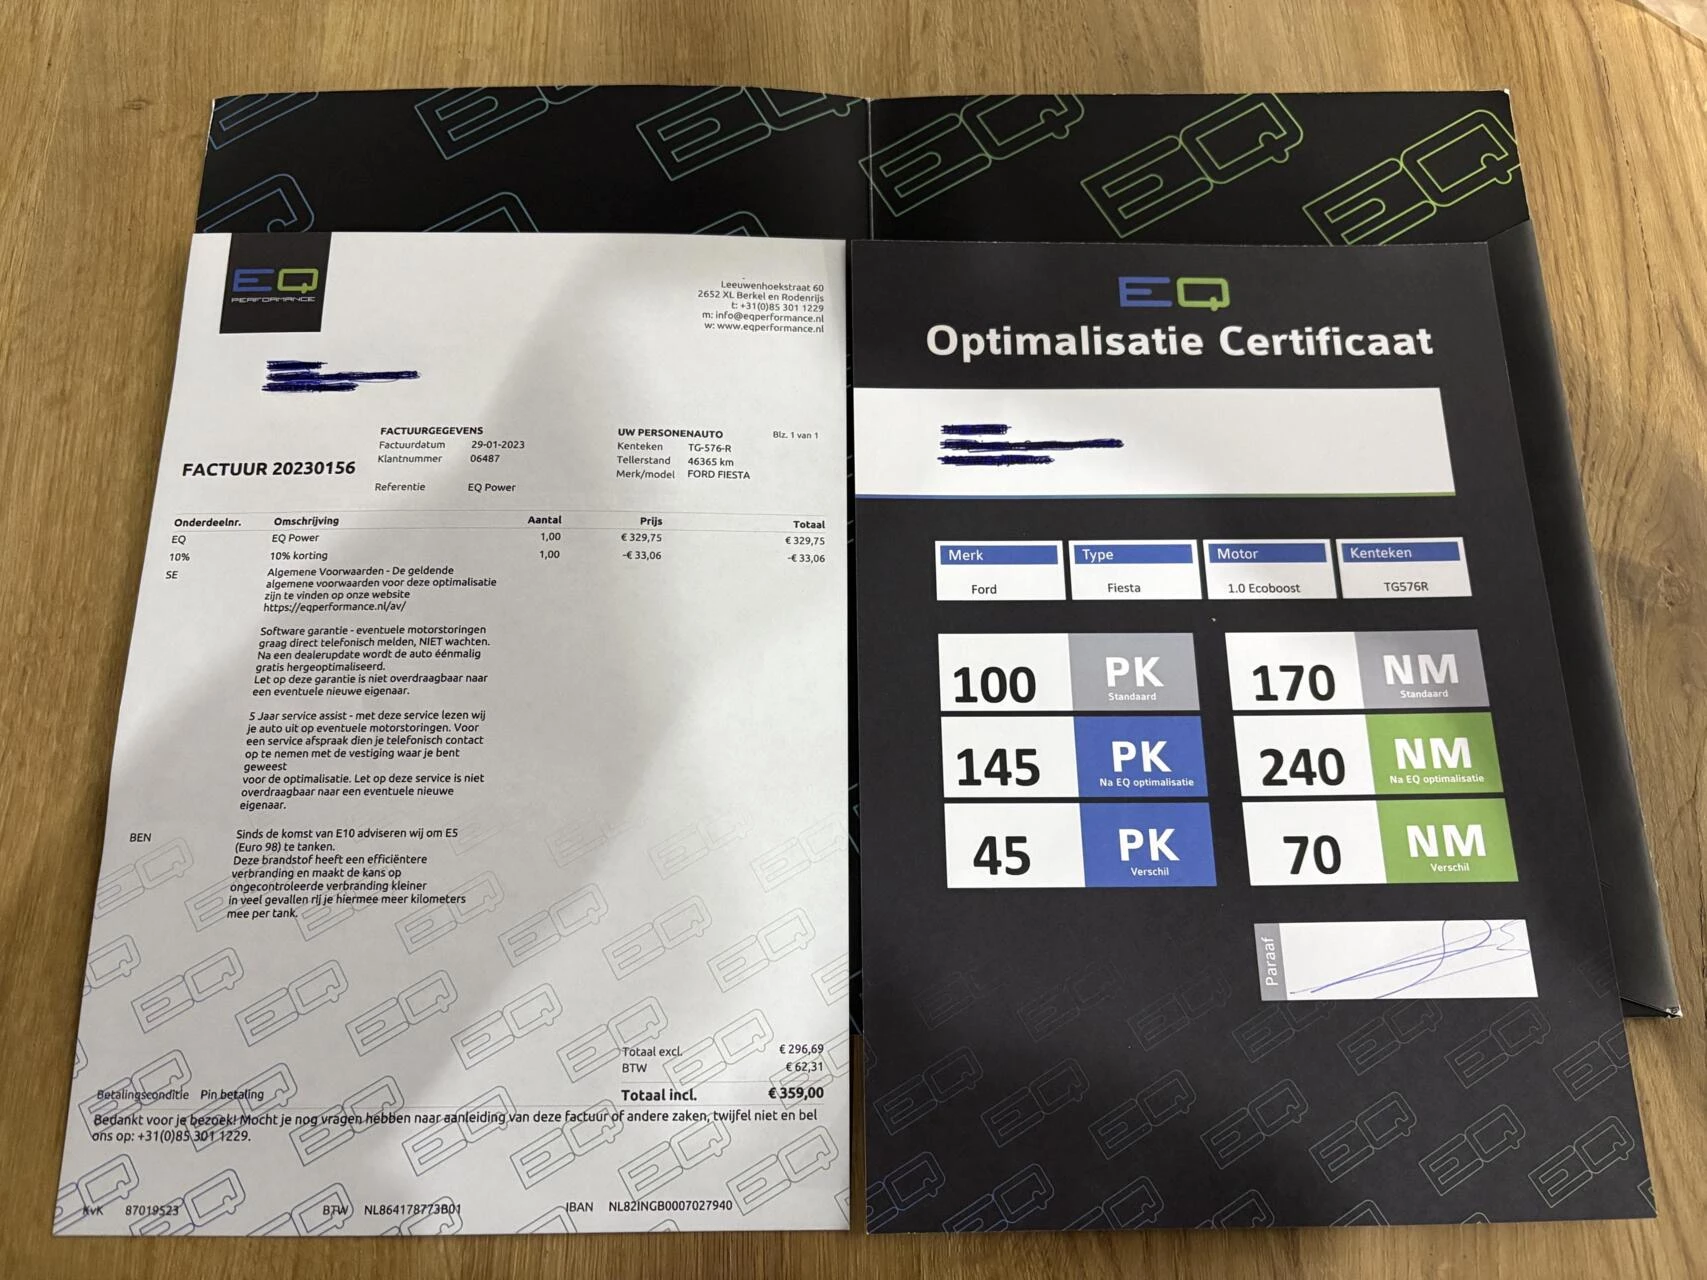 EQ
PERFORMANCE
Leeuwenhoekstraat 60
2652 XL Berkel en Rodenrijs
t: +31(0)85 301 1229
m: info@eqperformance.nl
w: www.eqperformance.nl
FACTUUR 20230156
FACTUURGEGEVENS
Factuurdatum 29-01-2023
Klantnummer 06487
Referentie EQ Power
UW PERSONENAUTO Blz. 1 van 1
Kenteken TG-576-R
Tellerstand 46365 km
Merk/model FORD FIESTA
Onderdeelnr. Omschrijving Aantal Prijs Totaal
EQ EQ Power 1,00 € 329,75 € 329,75
10% 10% korting 1,00 -€ 33,06 -€ 33,06
SE Algemene Voorwaarden - De geldende
algemene voorwaarden voor deze optimalisatie
zijn te vinden op onze website
https://eqperformance.nl/av/
Software garantie - eventuele motorstoringen
graag direct telefonisch melden, NIET wachten.
Na een dealerupdate wordt de auto éénmalig
gratis hergeoptimaliseerd.
Let op deze garantie is niet overdraagbaar naar
een eventuele nieuwe eigenaar.
5 Jaar service assist - met deze service lezen wij
je auto uit op eventuele motorstoringen. Voor
een service afspraak dien je telefonisch contact
op te nemen met de vestiging waar je bent
geweest
voor de optimalisatie. Let op deze service is niet
overdraagbaar naar een eventuele nieuwe
eigenaar.
BEN Sinds de komst van E10 adviseren wij om E5
(Euro 98) te tanken.
Deze brandstof heeft een efficiëntere
verbranding en maakt de kans op
ongecontroleerde verbranding kleiner
in veel gevallen rij je hiermee meer kilometers
mee per tank.
Totaal excl. € 296,69
BTW € 62,31
Totaal incl. € 359,00
Betalingsconditie Pin betaling
Bedankt voor je bezoek! Mocht je nog vragen hebben naar aanleiding van deze factuur of andere zaken, twijfel niet en bel
ons op: +31(0)85 301 1229.
KvK 87019523 BTW NL864178773B01 IBAN NL82INGB0007027940
EQ
Optimalisatie Certificaat
Merk Type Motor Kenteken
Ford Fiesta 1.0 Ecoboost TG576R
100 PK Standaard 170 NM Standaard
145 PK Na EQ optimalisatie 240 NM Na EQ optimalisatie
45 PK Verschil 70 NM Verschil
Paraaf